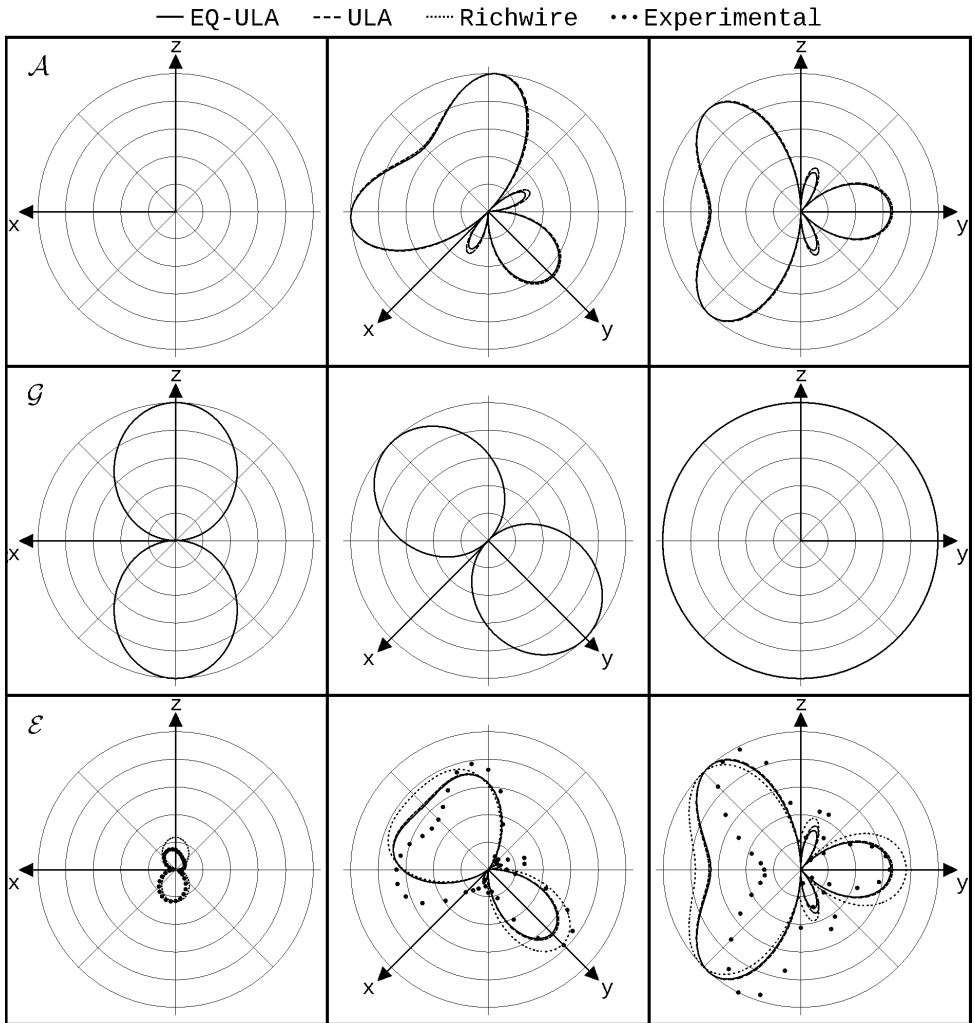 EQ-ULA ULA Richwire Experimental
𝒜 z x
x y
z y
𝒢 z x
x y
z y
ℰ z x
x y
z y